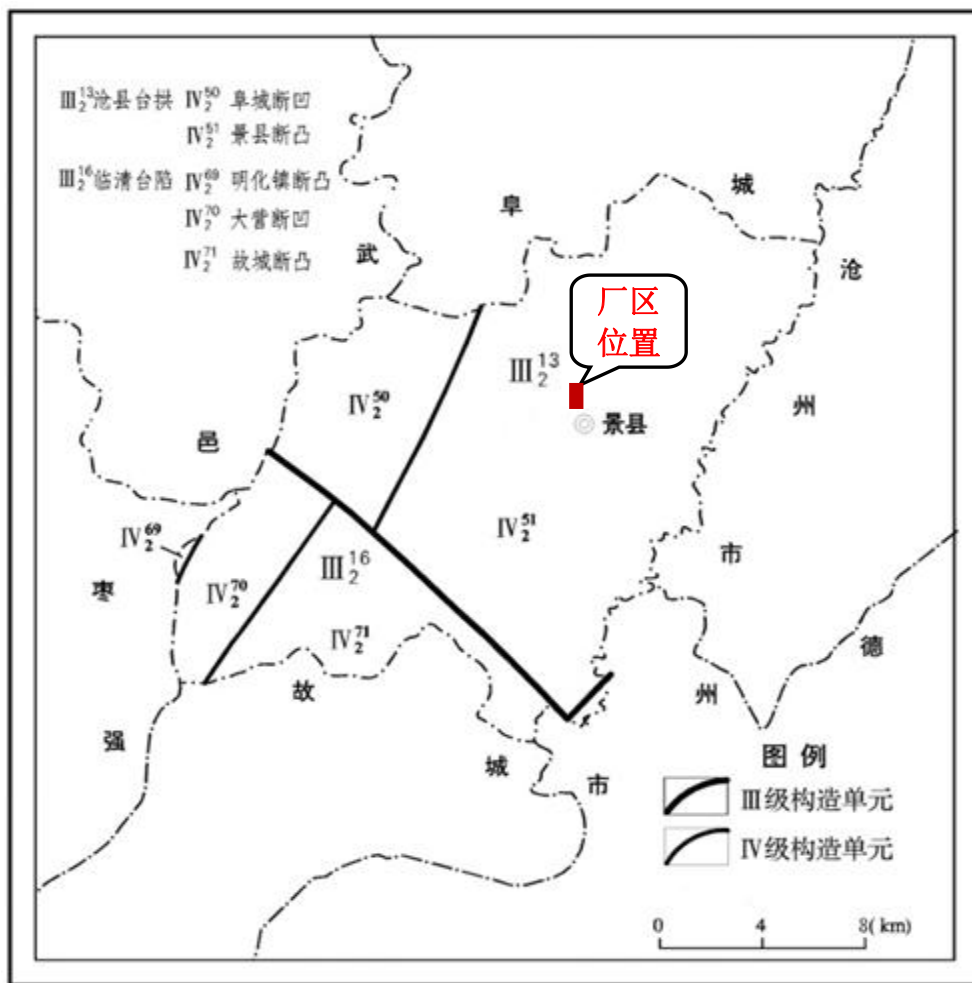 Ⅲ₂¹³沧县台拱 Ⅳ₂⁵⁰ 阜城断凹
Ⅳ₂⁵¹ 景县断凸
Ⅲ₂¹⁶临清台陷 Ⅳ₂⁶⁹ 明化镇断凸
Ⅳ₂⁷⁰ 大营断凹
Ⅳ₂⁷¹ 故城断凸
武
阜
城
沧
厂区
位置
Ⅲ₂¹³
Ⅳ₂⁵⁰
州
景县
邑
Ⅳ₂⁵¹
Ⅳ₂⁶⁹
市
Ⅲ₂¹⁶
枣
Ⅳ₂⁷⁰
Ⅳ₂⁷¹
德
故
州
强
城
市
图例
Ⅲ级构造单元
Ⅳ级构造单元
0 4 8( km)